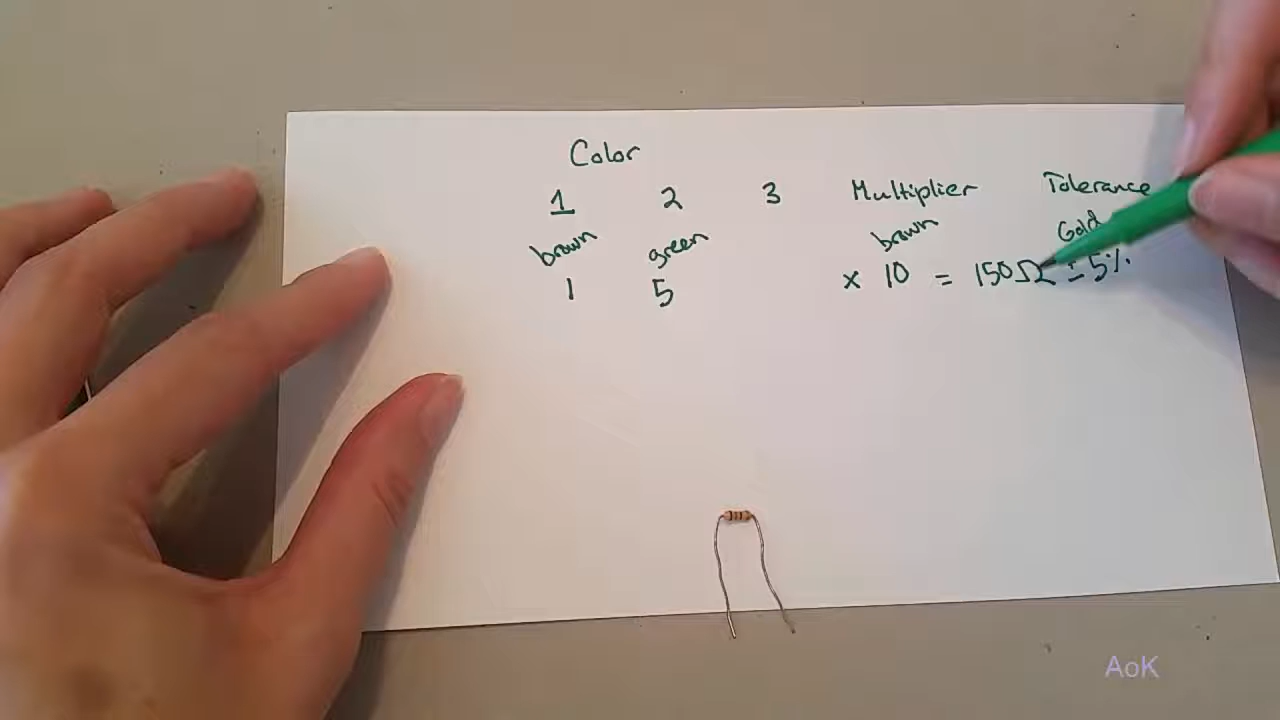 Color
1 2 3 Multiplier Tolerance
brown green brown Gold
1 5 x 10 = 150Ω ± 5%
AoK